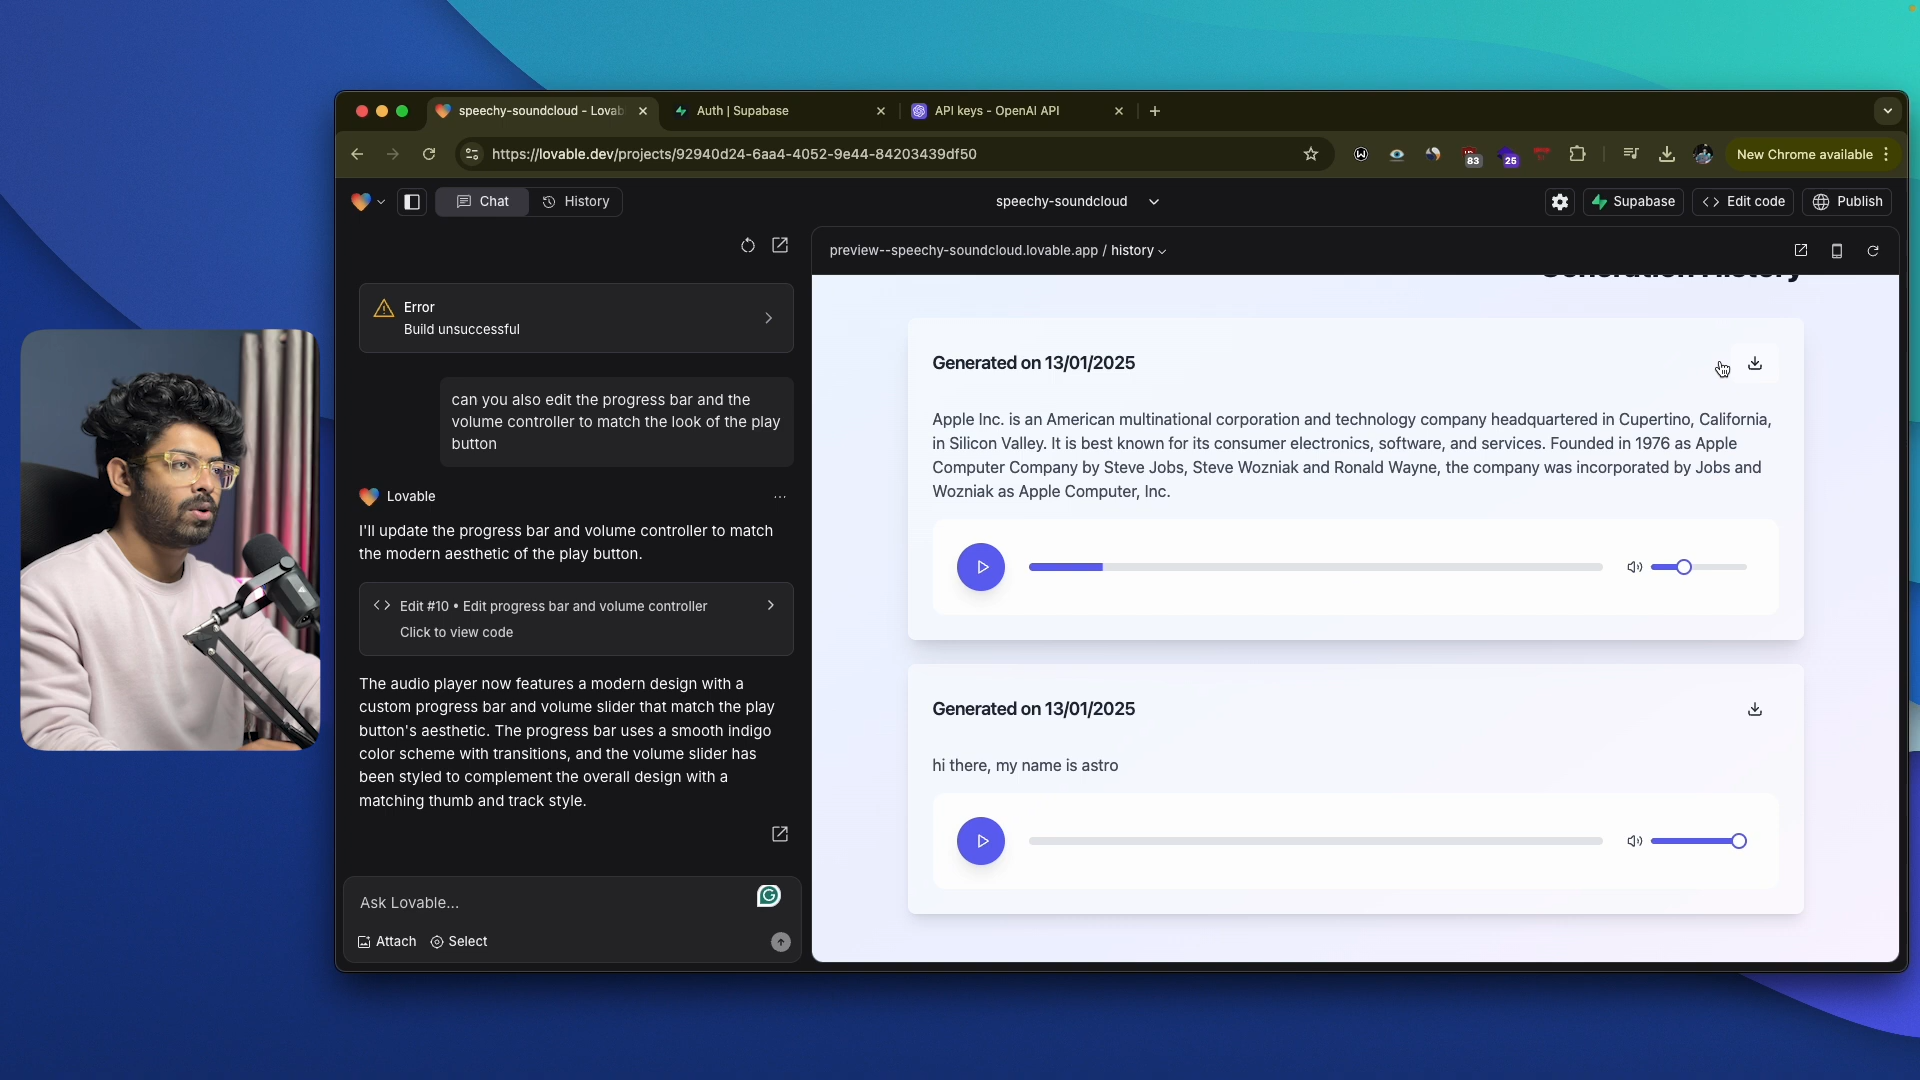 speechy-soundcloud - Lovab
Auth | Supabase
API keys - OpenAI API
https://lovable.dev/projects/92940d24-6aa4-4052-9e44-84203439df50
83
25
New Chrome available
Chat
History
speechy-soundcloud
Supabase
Edit code
Publish
preview--speechy-soundcloud.lovable.app / history
Generation History
Error
Build unsuccessful
can you also edit the progress bar and the
volume controller to match the look of the play
button
Lovable
I'll update the progress bar and volume controller to match
the modern aesthetic of the play button.
Edit #10 • Edit progress bar and volume controller
Click to view code
The audio player now features a modern design with a
custom progress bar and volume slider that match the play
button's aesthetic. The progress bar uses a smooth indigo
color scheme with transitions, and the volume slider has
been styled to complement the overall design with a
matching thumb and track style.
Ask Lovable...
Attach
Select
Generated on 13/01/2025
Apple Inc. is an American multinational corporation and technology company headquartered in Cupertino, California,
in Silicon Valley. It is best known for its consumer electronics, software, and services. Founded in 1976 as Apple
Computer Company by Steve Jobs, Steve Wozniak and Ronald Wayne, the company was incorporated by Jobs and
Wozniak as Apple Computer, Inc.
Generated on 13/01/2025
hi there, my name is astro